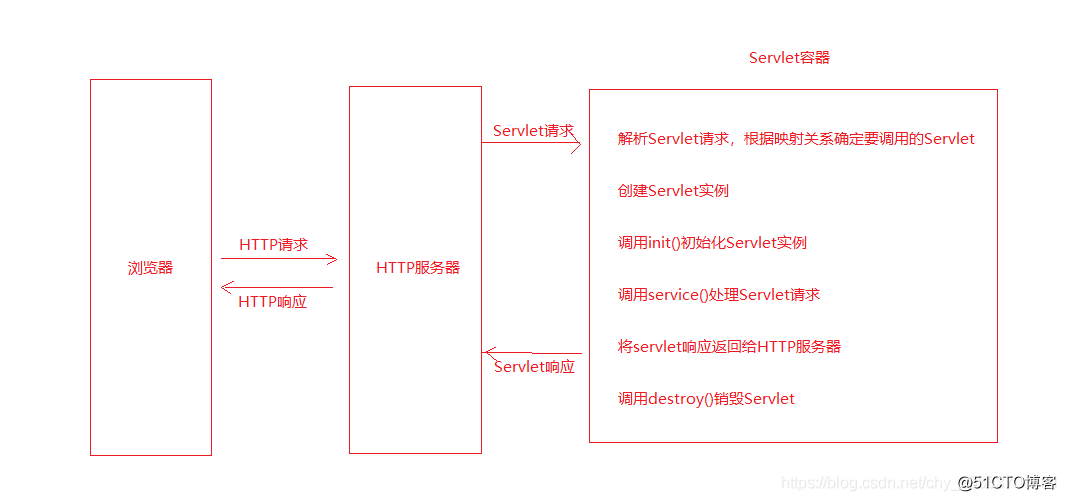 Servlet容器
浏览器
HTTP请求
HTTP响应
HTTP服务器
Servlet请求
Servlet响应
解析Servlet请求，根据映射关系确定要调用的Servlet
创建Servlet实例
调用init()初始化Servlet实例
调用service()处理Servlet请求
将servlet响应返回给HTTP服务器
调用destroy()销毁Servlet
https://blog.csdn.net/chy_
@51CTO博客